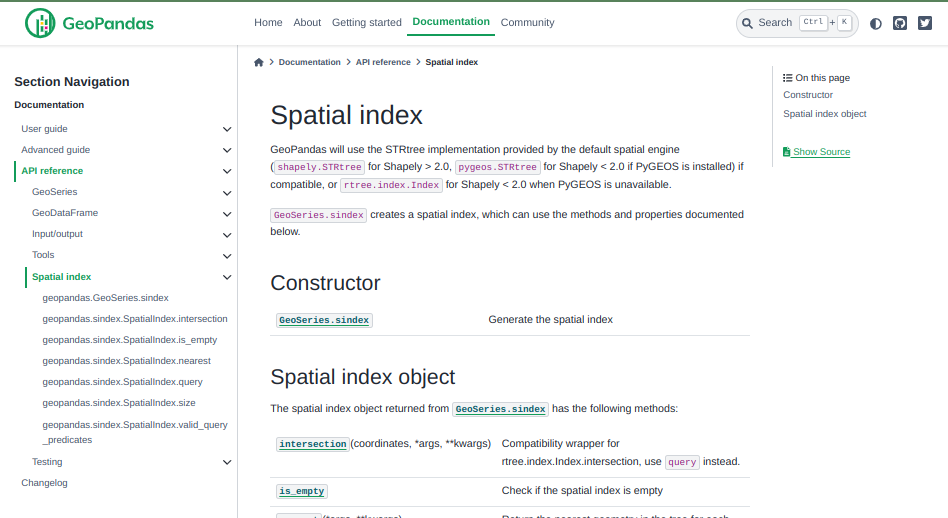 GeoPandas
Home About Getting started Documentation Community
Search Ctrl + K
Section Navigation
Documentation
User guide
Advanced guide
API reference
GeoSeries
GeoDataFrame
Input/output
Tools
Spatial index
geopandas.GeoSeries.sindex
geopandas.sindex.SpatialIndex.intersection
geopandas.sindex.SpatialIndex.is_empty
geopandas.sindex.SpatialIndex.nearest
geopandas.sindex.SpatialIndex.query
geopandas.sindex.SpatialIndex.size
geopandas.sindex.SpatialIndex.valid_query
_predicates
Testing
Changelog
Documentation API reference Spatial index
Spatial index
GeoPandas will use the STRtree implementation provided by the default spatial engine
(shapely.STRtree for Shapely > 2.0, pygeos.STRtree for Shapely < 2.0 if PyGEOS is installed) if
compatible, or rtree.index.Index for Shapely < 2.0 when PyGEOS is unavailable.
GeoSeries.sindex creates a spatial index, which can use the methods and properties documented
below.
Constructor
GeoSeries.sindex Generate the spatial index
Spatial index object
The spatial index object returned from GeoSeries.sindex has the following methods:
intersection(coordinates, *args, **kwargs) Compatibility wrapper for
rtree.index.Index.intersection, use query instead.
is_empty Check if the spatial index is empty
On this page
Constructor
Spatial index object
Show Source